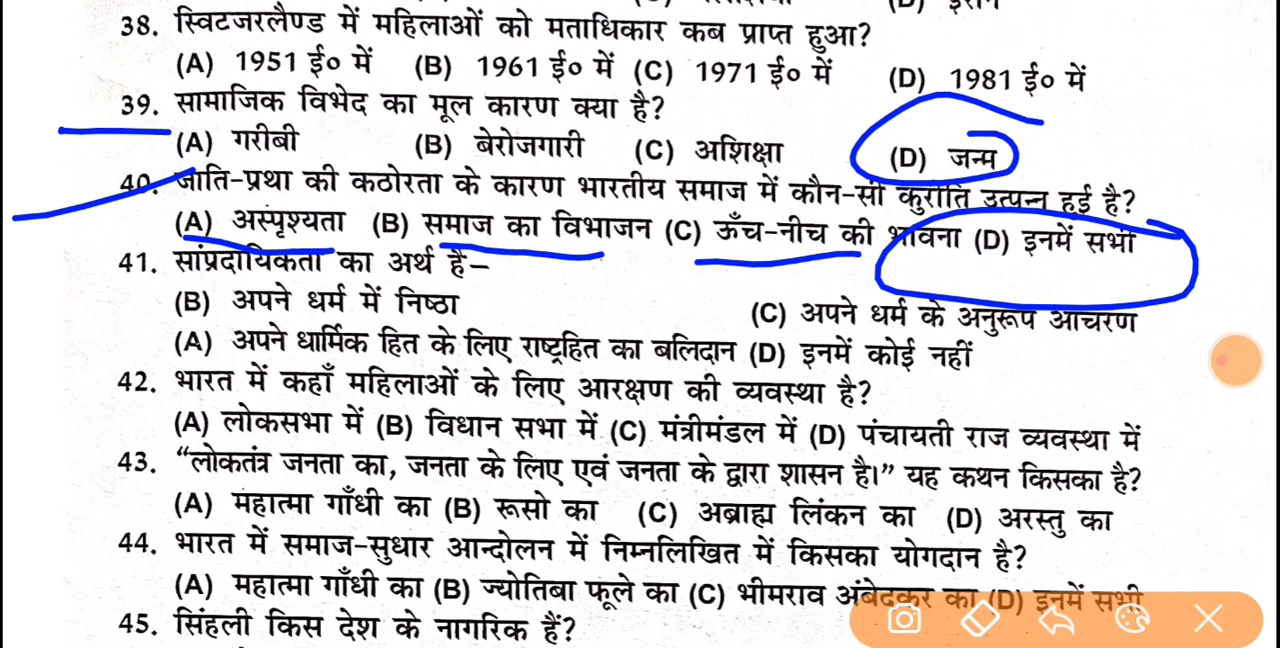 38. स्विटजरलैण्ड में महिलाओं को मताधिकार कब प्राप्त हुआ?
(A) 1951 ई० में (B) 1961 ई० में (C) 1971 ई० में (D) 1981 ई० में
39. सामाजिक विभेद का मूल कारण क्या है?
(A) गरीबी (B) बेरोजगारी (C) अशिक्षा (D) जन्म
40. जाति-प्रथा की कठोरता के कारण भारतीय समाज में कौन-सी कुरीति उत्पन्न हुई है?
(A) अस्पृश्यता (B) समाज का विभाजन (C) ऊँच-नीच की भावना (D) इनमें सभी
41. सांप्रदायिकता का अर्थ है–
(B) अपने धर्म में निष्ठा (C) अपने धर्म के अनुरूप आचरण
(A) अपने धार्मिक हित के लिए राष्ट्रहित का बलिदान (D) इनमें कोई नहीं
42. भारत में कहाँ महिलाओं के लिए आरक्षण की व्यवस्था है?
(A) लोकसभा में (B) विधान सभा में (C) मंत्रीमंडल में (D) पंचायती राज व्यवस्था में
43. “लोकतंत्र जनता का, जनता के लिए एवं जनता के द्वारा शासन है।” यह कथन किसका है?
(A) महात्मा गाँधी का (B) रूसो का (C) अब्राह्म लिंकन का (D) अरस्तु का
44. भारत में समाज-सुधार आन्दोलन में निम्नलिखित में किसका योगदान है?
(A) महात्मा गाँधी का (B) ज्योतिबा फूले का (C) भीमराव अंबेदकर का (D) इनमें सभी
45. सिंहली किस देश के नागरिक हैं?